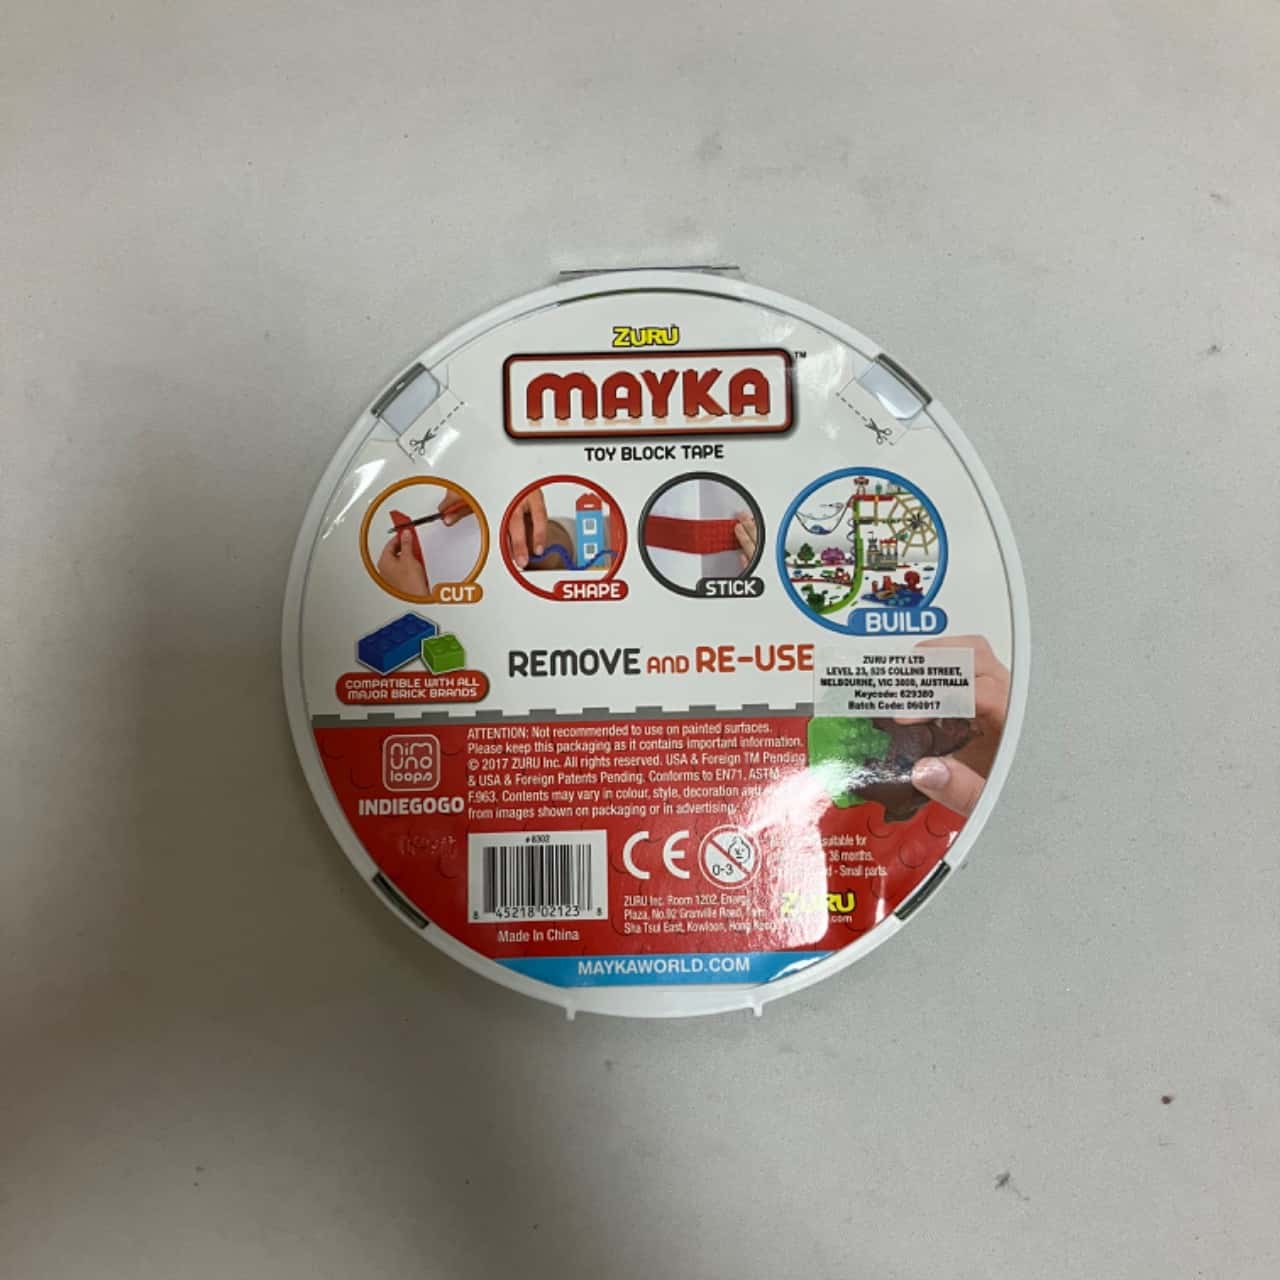 ZURU
MAYKA™
TOY BLOCK TAPE
CUT
SHAPE
STICK
BUILD
COMPATIBLE WITH ALL
MAJOR BRICK BRANDS
REMOVE AND RE-USE
ZURU PTY LTD
LEVEL 23, 525 COLLINS STREET,
MELBOURNE, VIC 3000, AUSTRALIA
Keycode: 629380
Batch Code: 060917
nim
uno
loops
INDIEGOGO
ATTENTION: Not recommended to use on painted surfaces.
Please keep this packaging as it contains important information.
© 2017 ZURU Inc. All rights reserved. USA & Foreign TM Pending
& USA & Foreign Patents Pending. Conforms to EN71, ASTM
F.963. Contents may vary in colour, style, decoration and
from images shown on packaging or in advertising.
#8302
8 45218 02123 8
Made In China
CE
0-3
suitable for
36 months.
- Small parts.
ZURU Inc. Room 1202, Energy
Plaza, No.92 Granville Road,
Sha Tsui East, Kowloon, Hong Kong
ZURU
.com
MAYKAWORLD.COM